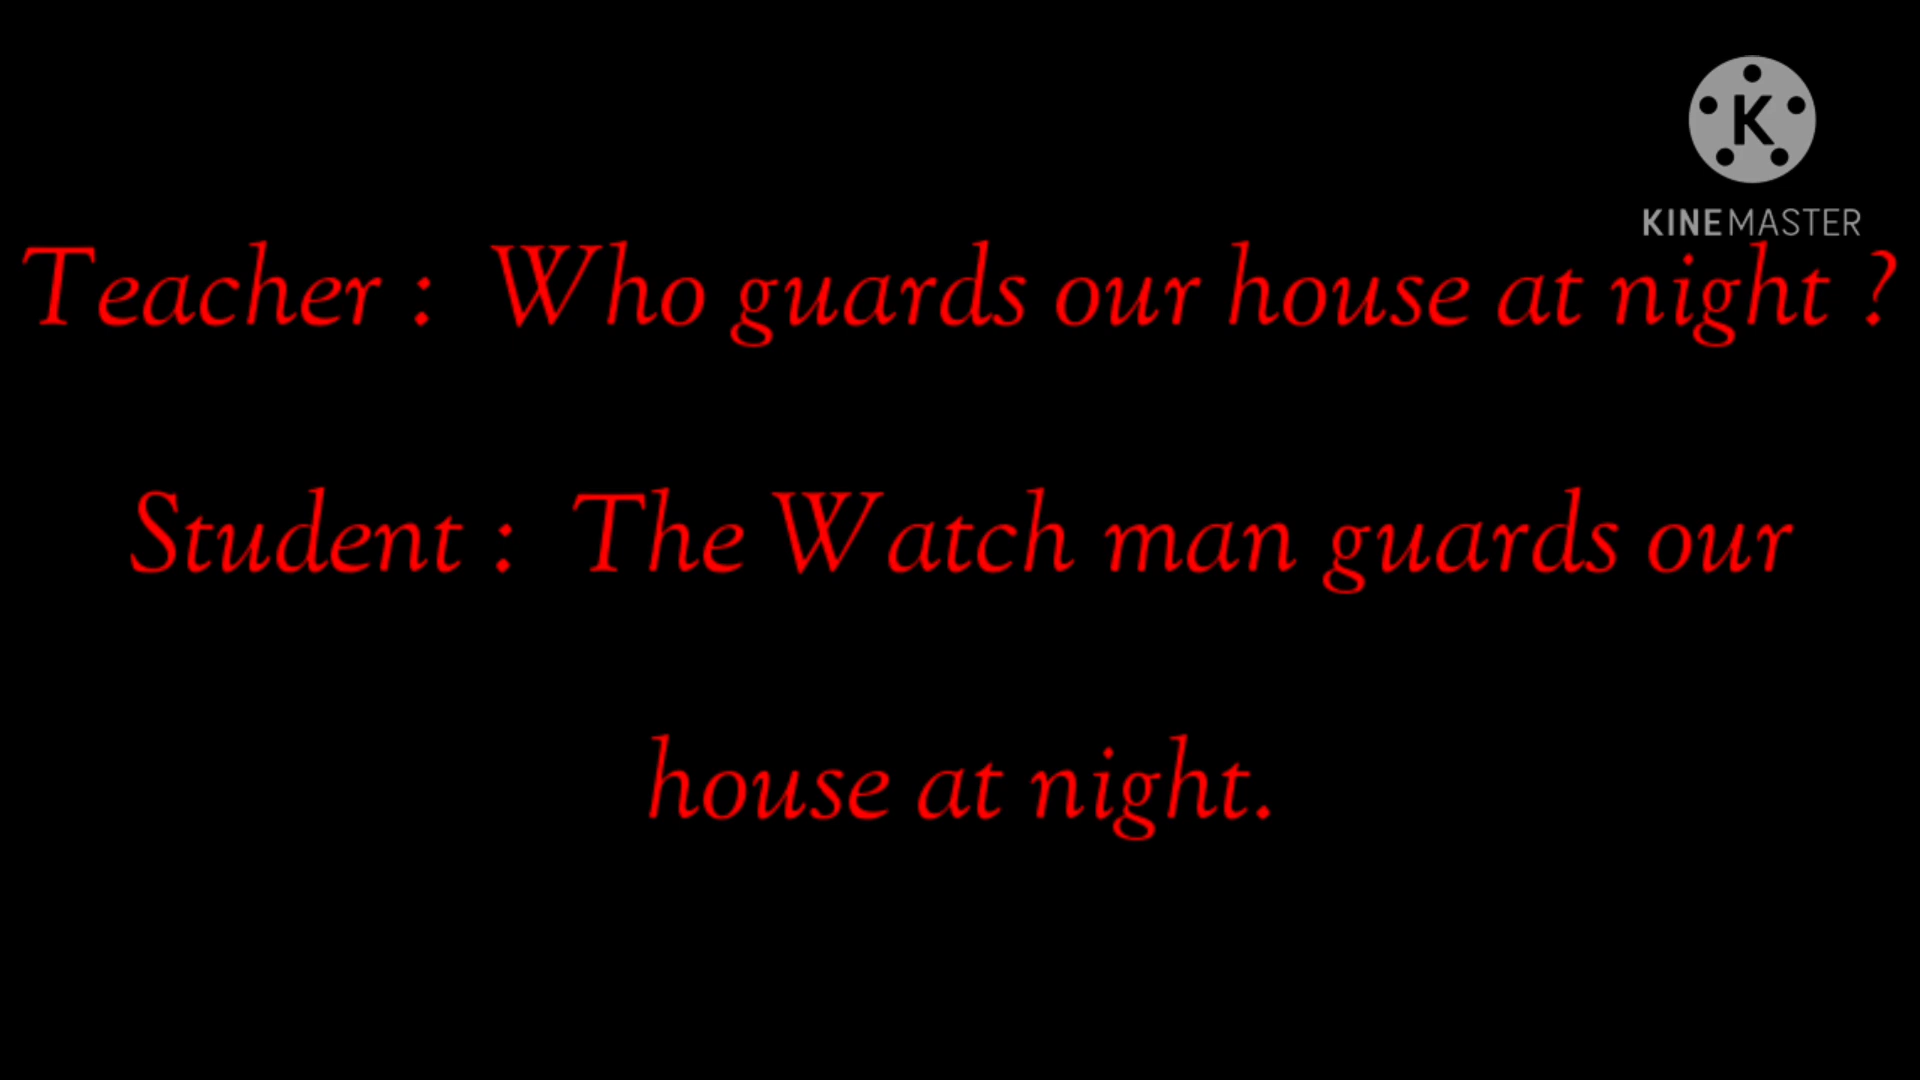 K
KINEMASTER
Teacher : Who guards our house at night ?
Student : The Watch man guards our
house at night.